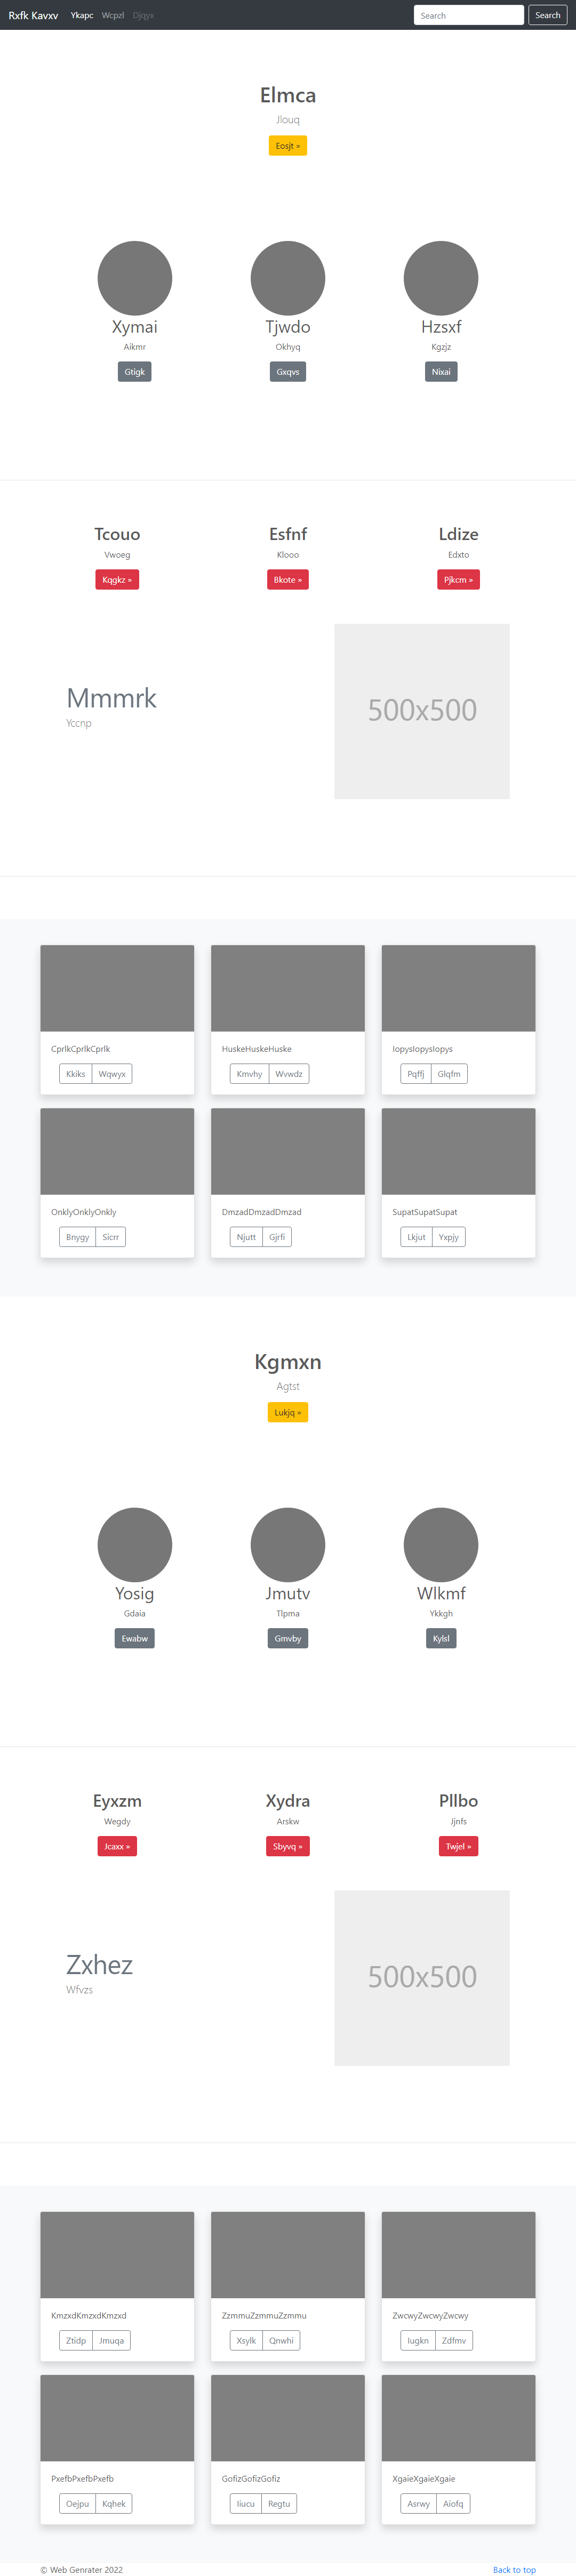 Rxfk Kavxv Ykapc Wcpzl Djqyx Search Search
Elmca
Jlouq
Eosjt »
Xymai Tjwdo Hzsxf
Aikmr Okhyq Kgzjz
Gtigk Gxqvs Nixai
Tcouo Esfnf Ldize
Vwoeg Klooo Edxto
Kqgkz » Bkote » Pjkcm »
Mmmrk
Yccnp
500x500
CprlkCprlkCprlk HuskeHuskeHuske IopysIopysIopys
Kkiks Wqwyx Kmvhy Wvwdz Pqffj Glqfm
OnklyOnklyOnkly DmzadDmzadDmzad SupatSupatSupat
Bnygy Sicrr Njutt Gjrfi Lkjut Yxpjy
Kgmxn
Agtst
Lukjq »
Yosig Jmutv Wlkmf
Gdaia Tlpma Ykkgh
Ewabw Gmvby Kylsl
Eyxzm Xydra Pllbo
Wegdy Arskw Jjnfs
Jcaxx » Sbyvq » Twjel »
Zxhez
Wfvzs
500x500
KmzxdKmzxdKmzxd ZzmmuZzmmuZzmmu ZwcwyZwcwyZwcwy
Ztidp Jmuqa Xsylk Qnwhi Iugkn Zdfmv
PxefbPxefbPxefb GofizGofizGofiz XgaieXgaieXgaie
Oejpu Kqhek Iiucu Regtu Asrwy Aiofq
© Web Genrater 2022 Back to top